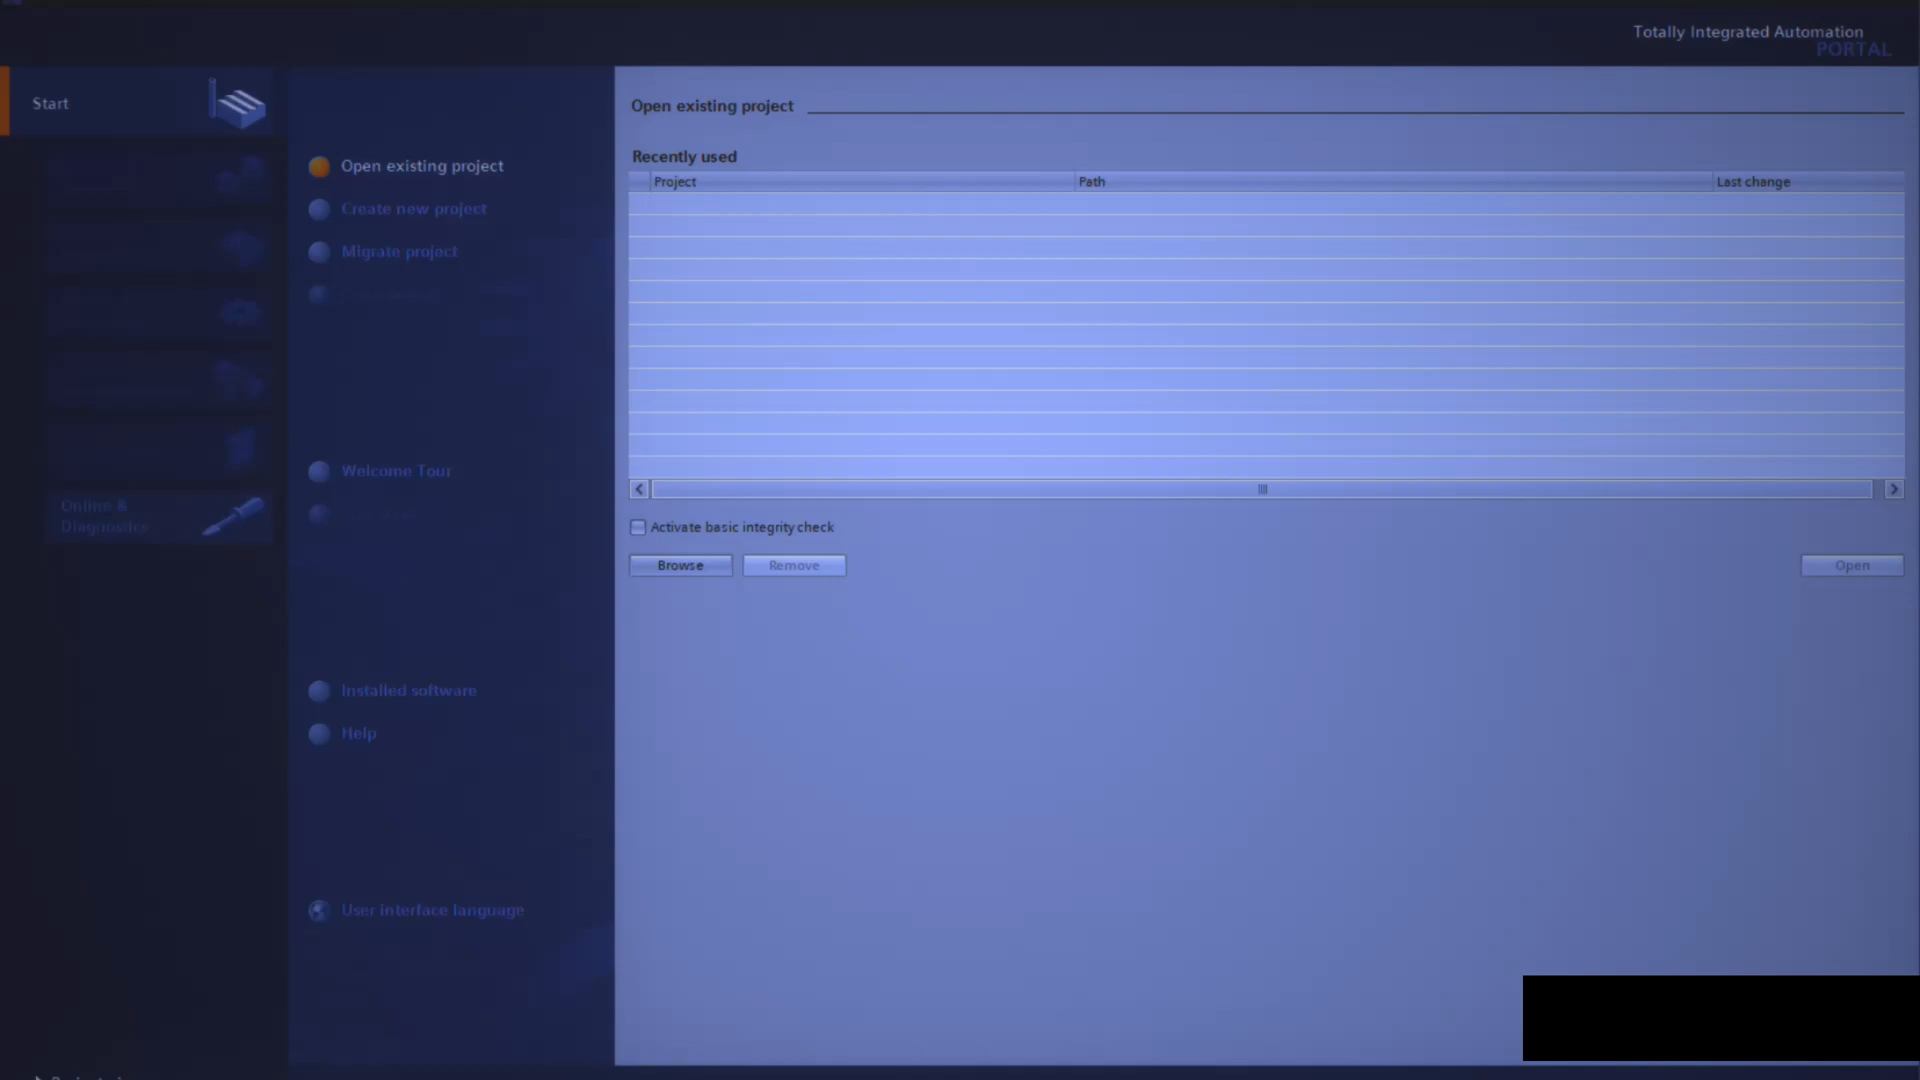 Totally Integrated Automation
PORTAL
Start
Open existing project
Create new project
Migrate project
Welcome Tour
Online &
Diagnostics
Installed software
Help
User interface language
Open existing project
Recently used
Project Path Last change
Activate basic integrity check
Browse Remove Open